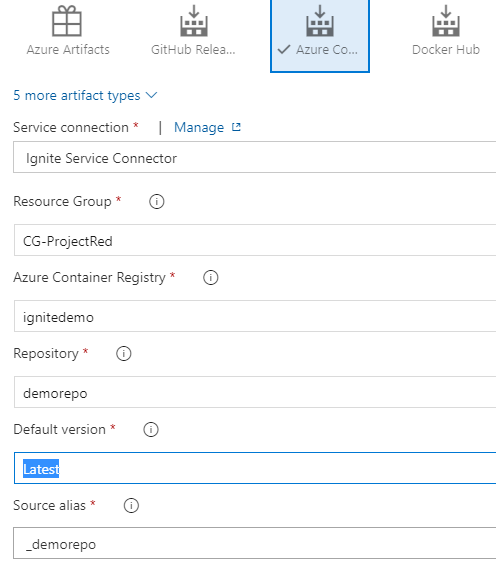 Azure Artifacts
GitHub Relea...
Azure Co...
Docker Hub
5 more artifact types
Service connection * | Manage
Ignite Service Connector
Resource Group *
CG-ProjectRed
Azure Container Registry *
ignitedemo
Repository *
demorepo
Default version *
Latest
Source alias *
_demorepo